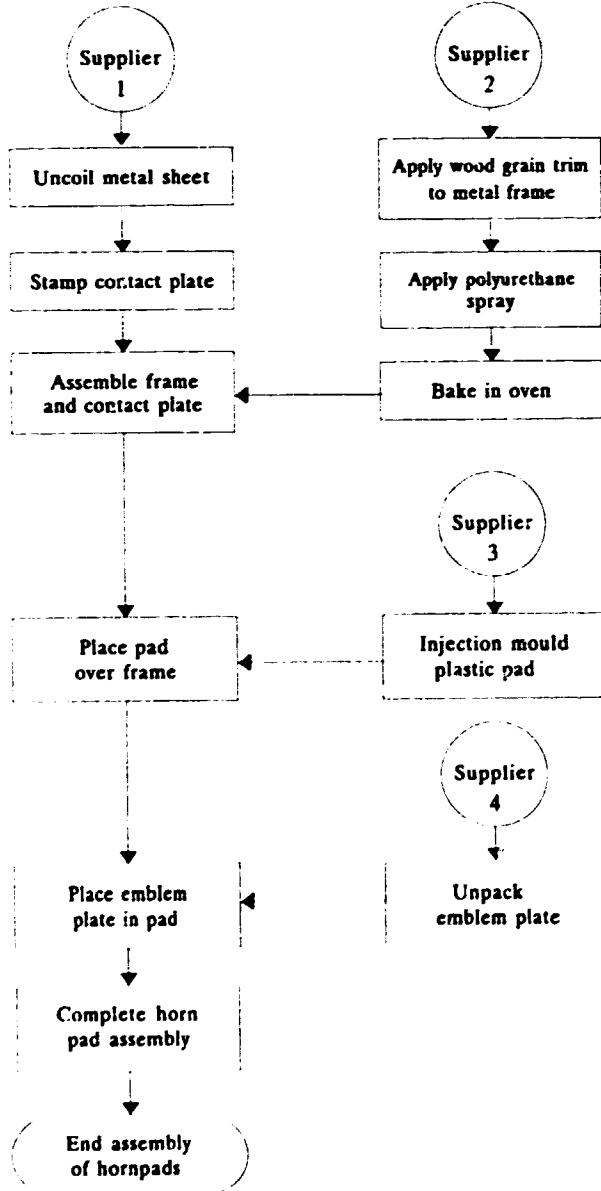 Supplier
1
Supplier
2
Uncoil metal sheet
Apply wood grain trim
to metal frame
Stamp contact plate
Apply polyurethane
spray
Assemble frame
and contact plate
Bake in oven
Supplier
3
Place pad
over frame
Injection mould
plastic pad
Supplier
4
Place emblem
plate in pad
Unpack
emblem plate
Complete horn
pad assembly
End assembly
of hornpads